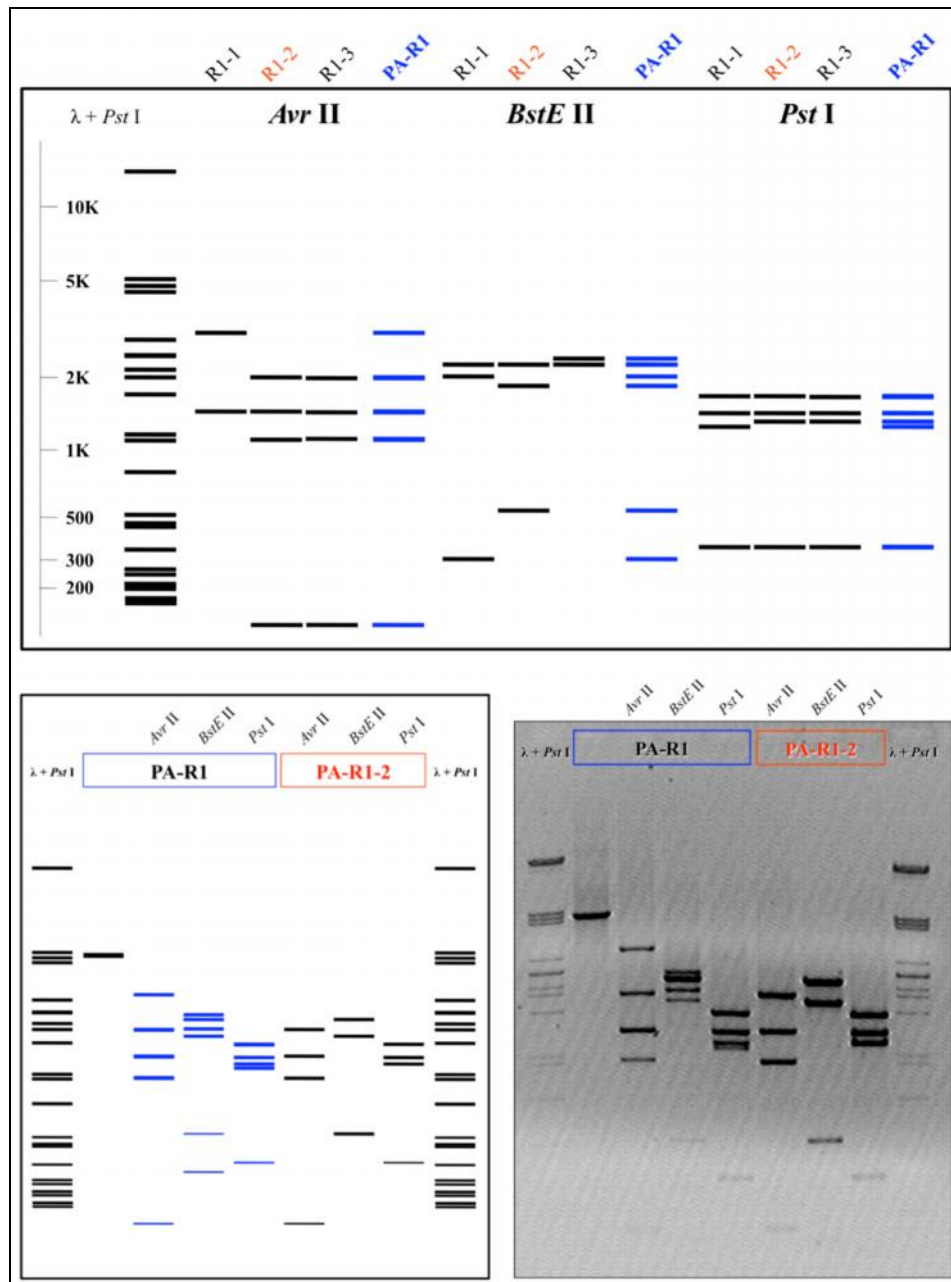 R1-1 R1-2 R1-3 PA-R1 R1-1 R1-2 R1-3 PA-R1 R1-1 R1-2 R1-3 PA-R1
λ + Pst I Avr II BstE II Pst I
10K
5K
2K
1K
500
300
200
Avr II BstE II Pst I Avr II BstE II Pst I
λ + Pst I PA-R1 PA-R1-2 λ + Pst I
Avr II BstE II Pst I Avr II BstE II Pst I
λ + Pst I PA-R1 PA-R1-2 λ + Pst I